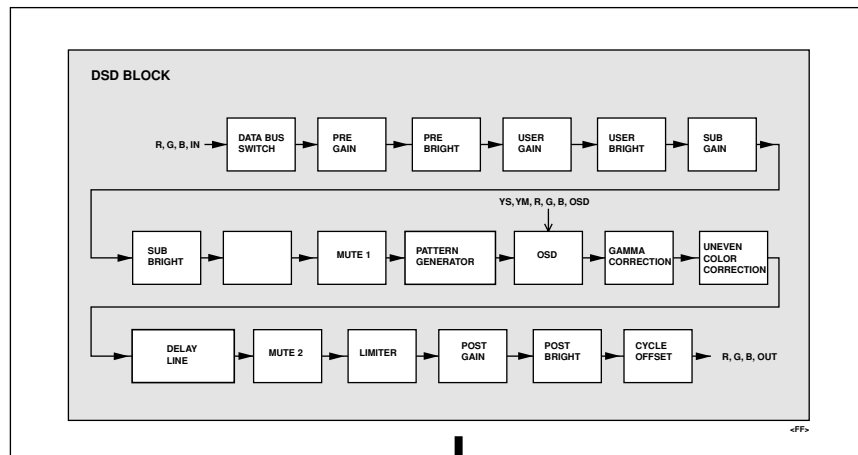 DSD BLOCK
R, G, B, IN
DATA BUS
SWITCH
PRE
GAIN
PRE
BRIGHT
USER
GAIN
USER
BRIGHT
SUB
GAIN
YS, YM, R, G, B, OSD
SUB
BRIGHT
MUTE 1
PATTERN
GENERATOR
OSD
GAMMA
CORRECTION
UNEVEN
COLOR
CORRECTION
DELAY
LINE
MUTE 2
LIMITER
POST
GAIN
POST
BRIGHT
CYCLE
OFFSET
R, G, B, OUT
<FF>